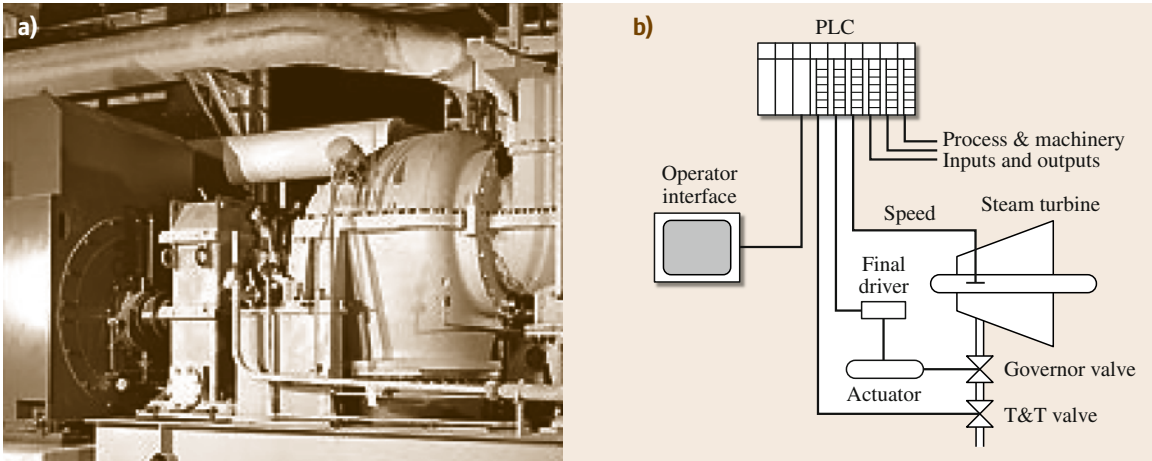 a)
b)
PLC
Process & machinery
Inputs and outputs
Operator
interface
Speed
Steam turbine
Final
driver
Governor valve
Actuator
T&T valve